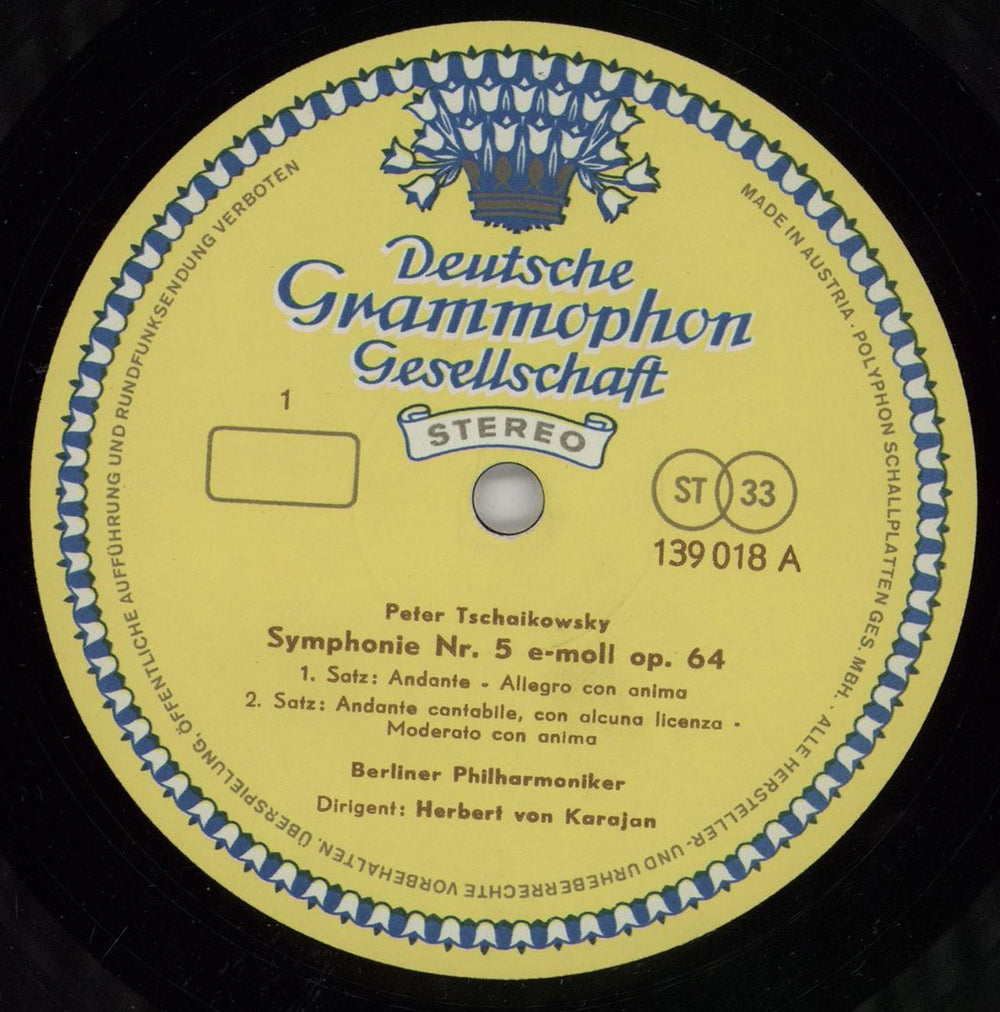 Deutsche
Grammophon
Gesellschaft
STEREO
1
ST 33
139 018 A
Peter Tschaikowsky
Symphonie Nr. 5 e-moll op. 64
1. Satz: Andante - Allegro con anima
2. Satz: Andante cantabile, con alcuna licenza -
Moderato con anima
Berliner Philharmoniker
Dirigent: Herbert von Karajan
MADE IN AUSTRIA · POLYPHON SCHALLPLATTEN GES. MBH. · ALLE HERSTELLER- UND URHEBERRECHTE VORBEHALTEN. ÜBERSPIELUNG, ÖFFENTLICHE AUFFÜHRUNG UND RUNDFUNKSENDUNG VERBOTEN